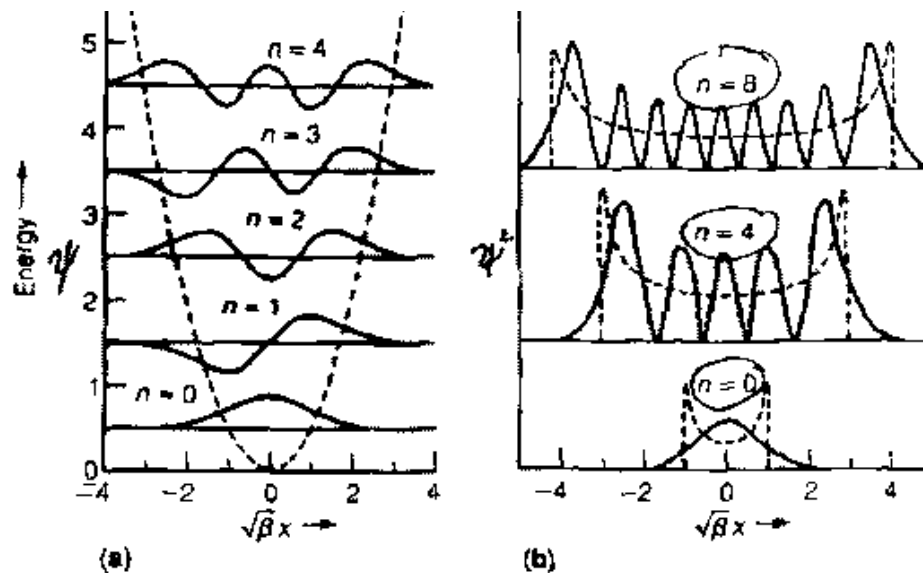 5
4
3
2
1
0
Energy →
ψ
n = 4
n = 3
n = 2
n = 1
n = 0
−4
−2
0
2
4
√β x →
(a)
ψ²
n = 8
n = 4
n = 0
−4
−2
0
2
4
√β x →
(b)